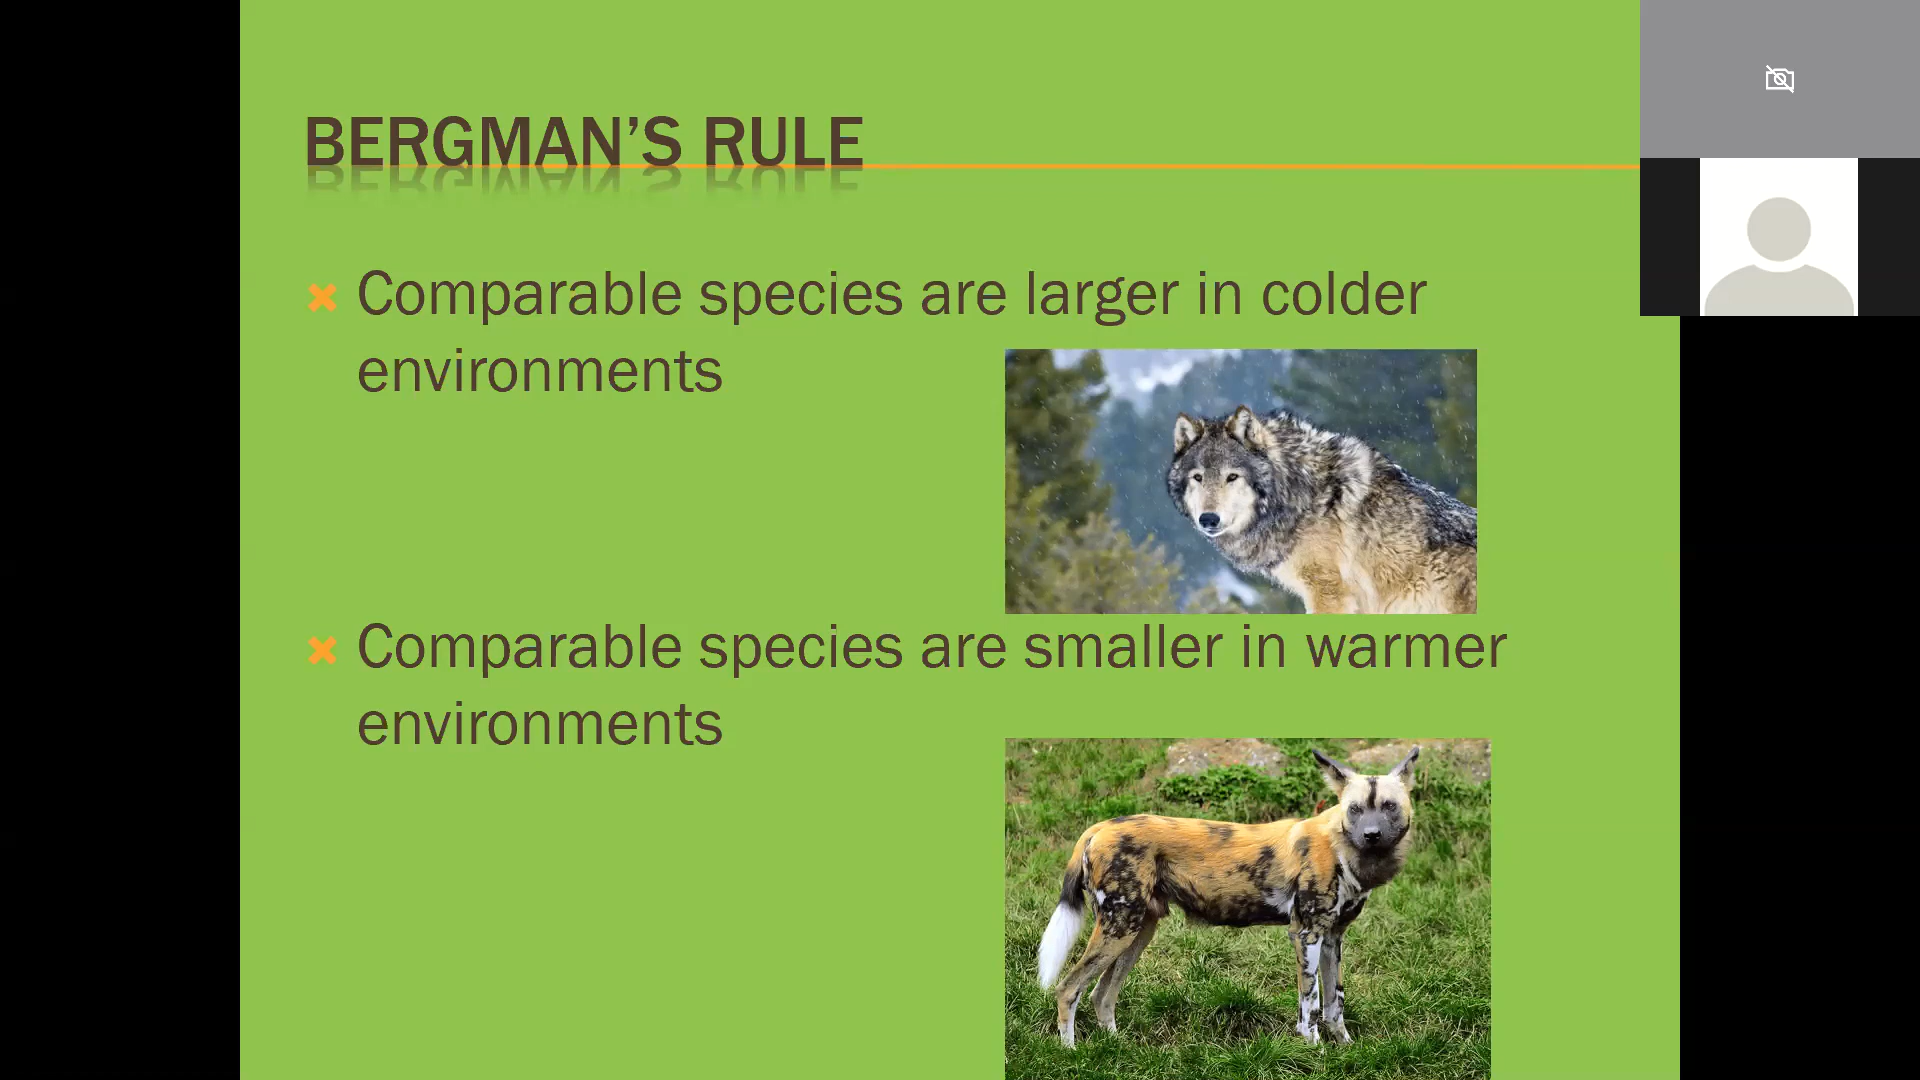 BERGMAN’S RULE
Comparable species are larger in colder
environments
Comparable species are smaller in warmer
environments